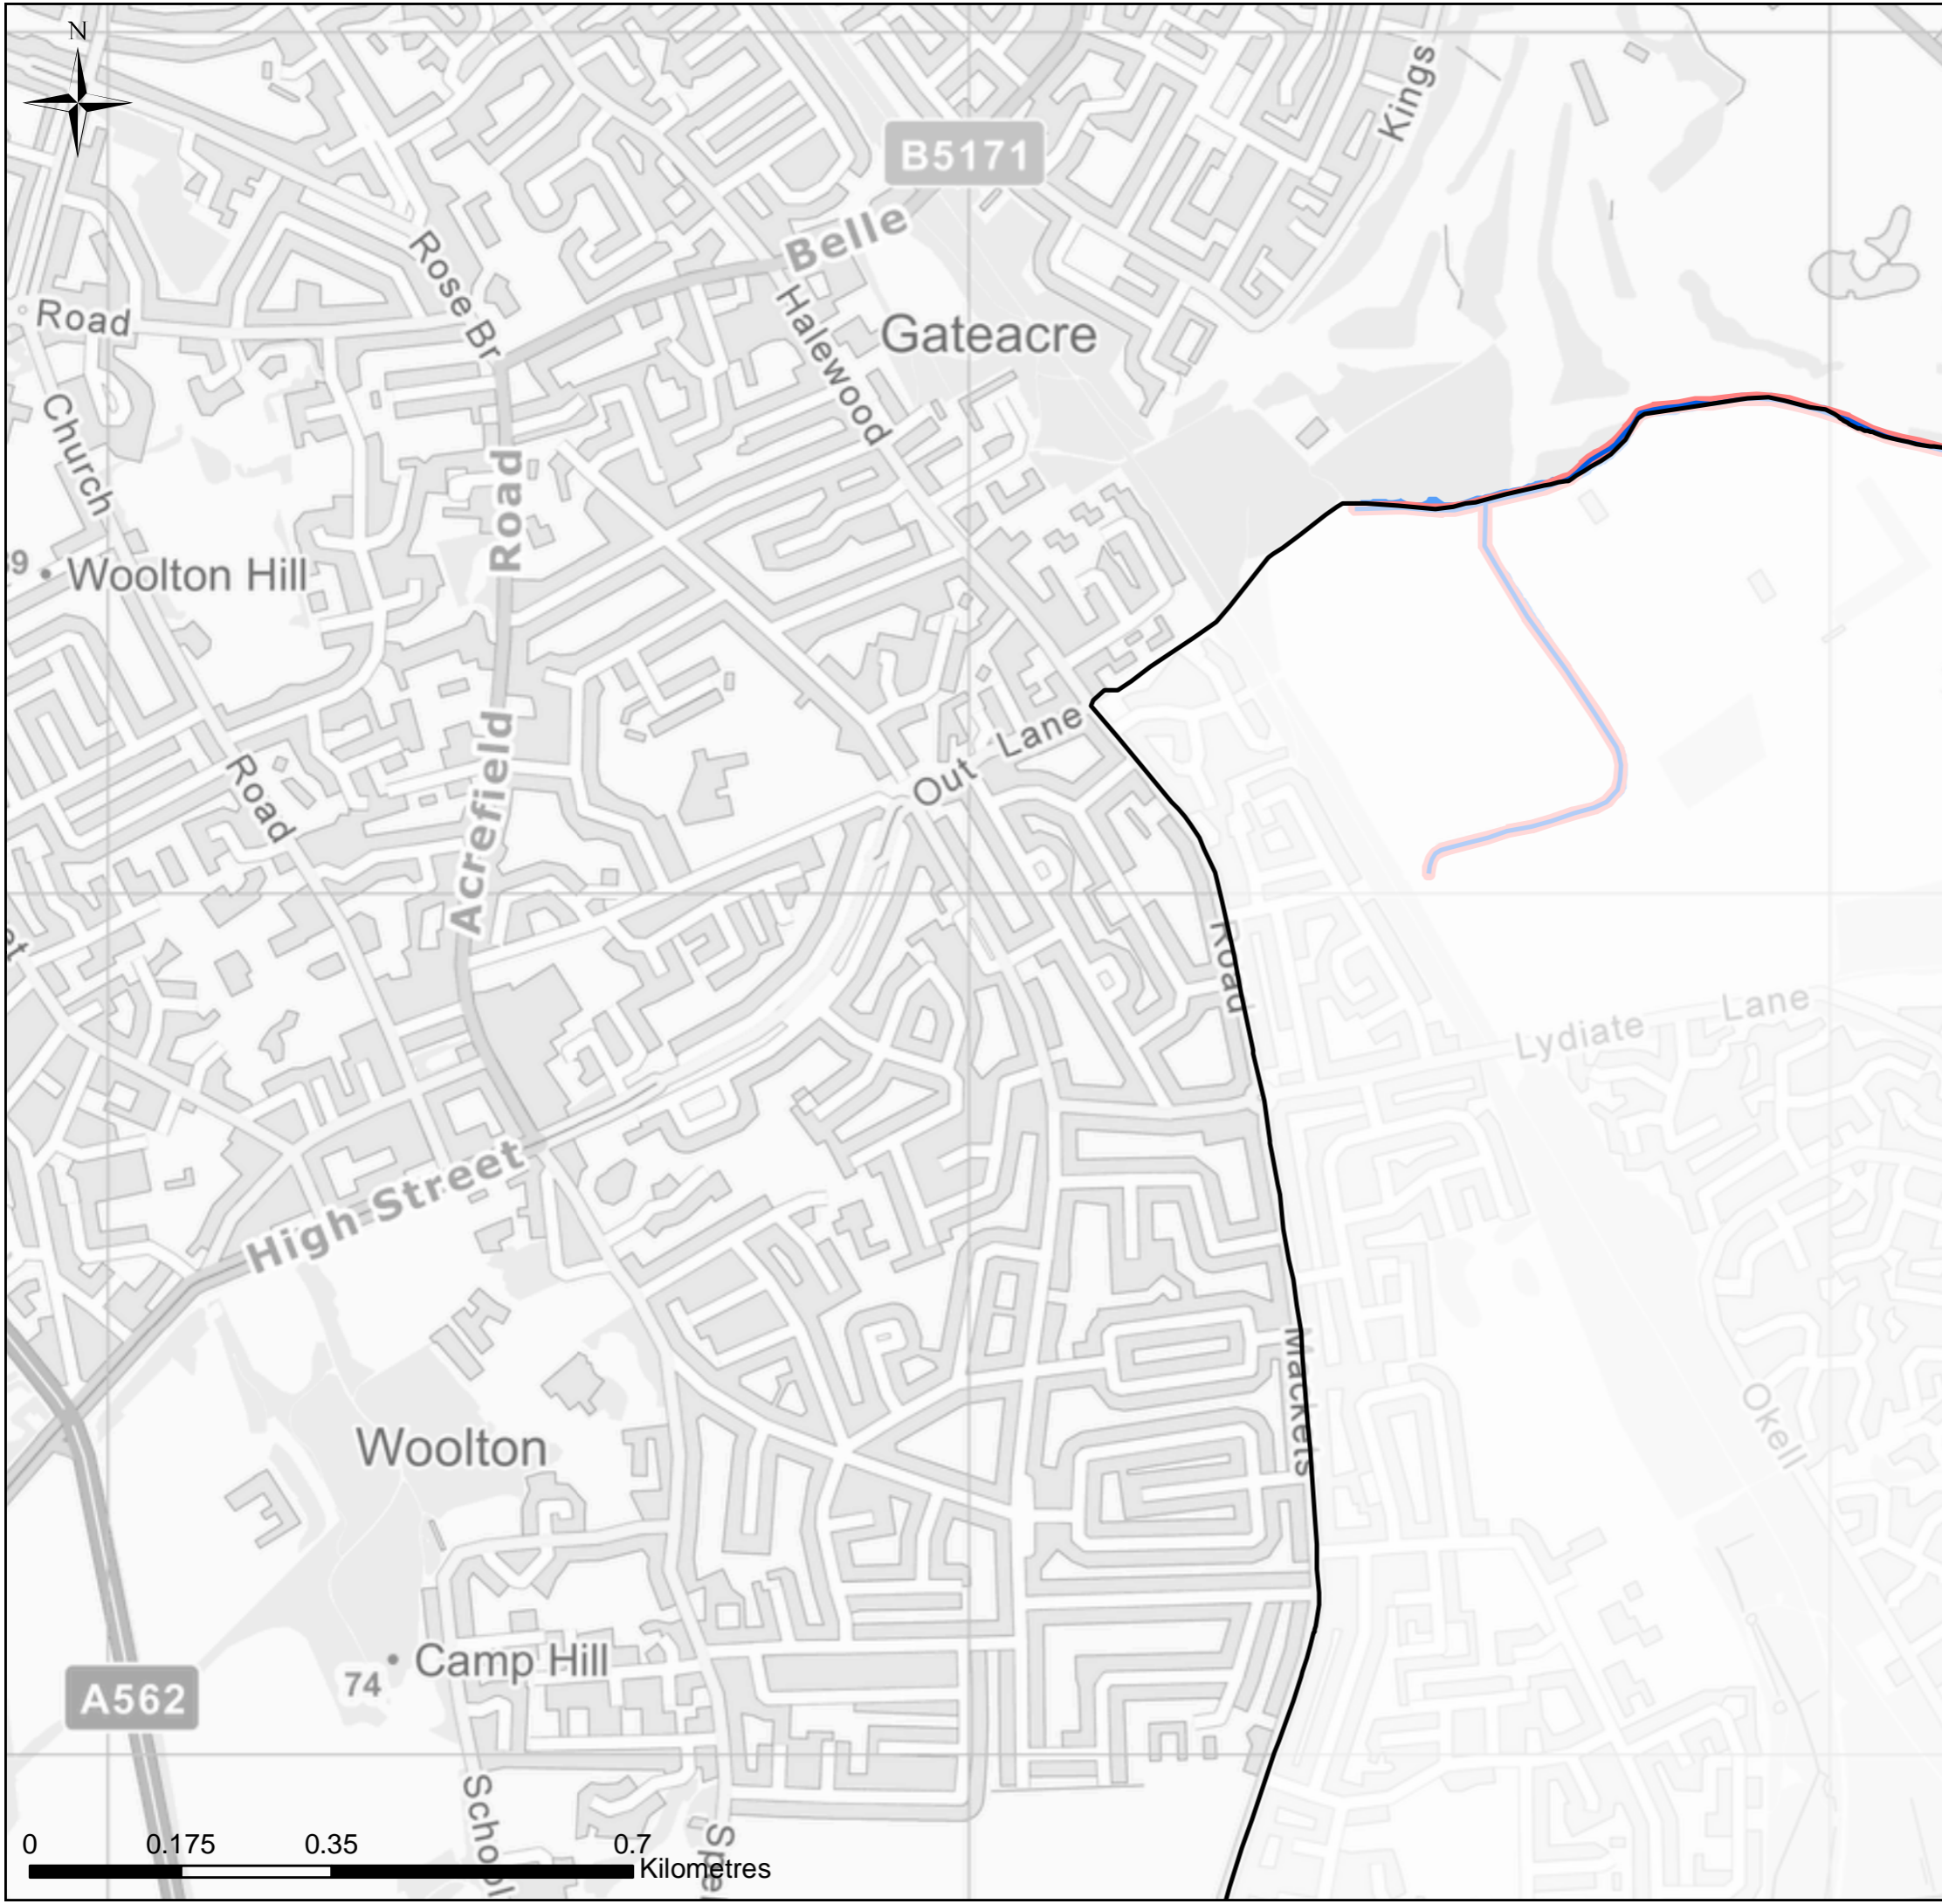 N
Kings
B5171
Belle
Rose Br
Road
Halewood
Gateacre
Church
Road
Woolton Hill
Out Lane
Road
Acrefield
Road
Lydiate Lane
High Street
Mackets
Okell
Woolton
Camp Hill
74
A562
School
0 0.175 0.35 0.7
Kilometres